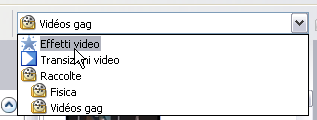 Vidéos gag
Effetti video
Transizioni video
Raccolte
Fisica
Vidéos gag